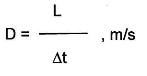 L
D = ——— , m/s
Δt